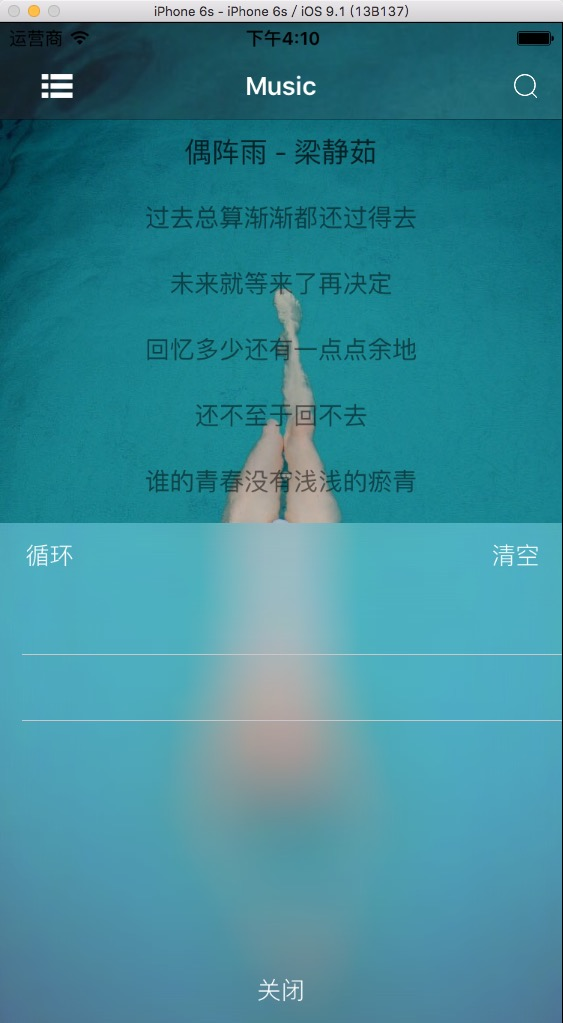 iPhone 6s - iPhone 6s / iOS 9.1 (13B137)
运营商 下午4:10
Music
偶阵雨 - 梁静茹
过去总算渐渐都还过得去
未来就等来了再决定
回忆多少还有一点点余地
还不至于回不去
谁的青春没有浅浅的瘀青
循环 清空
关闭